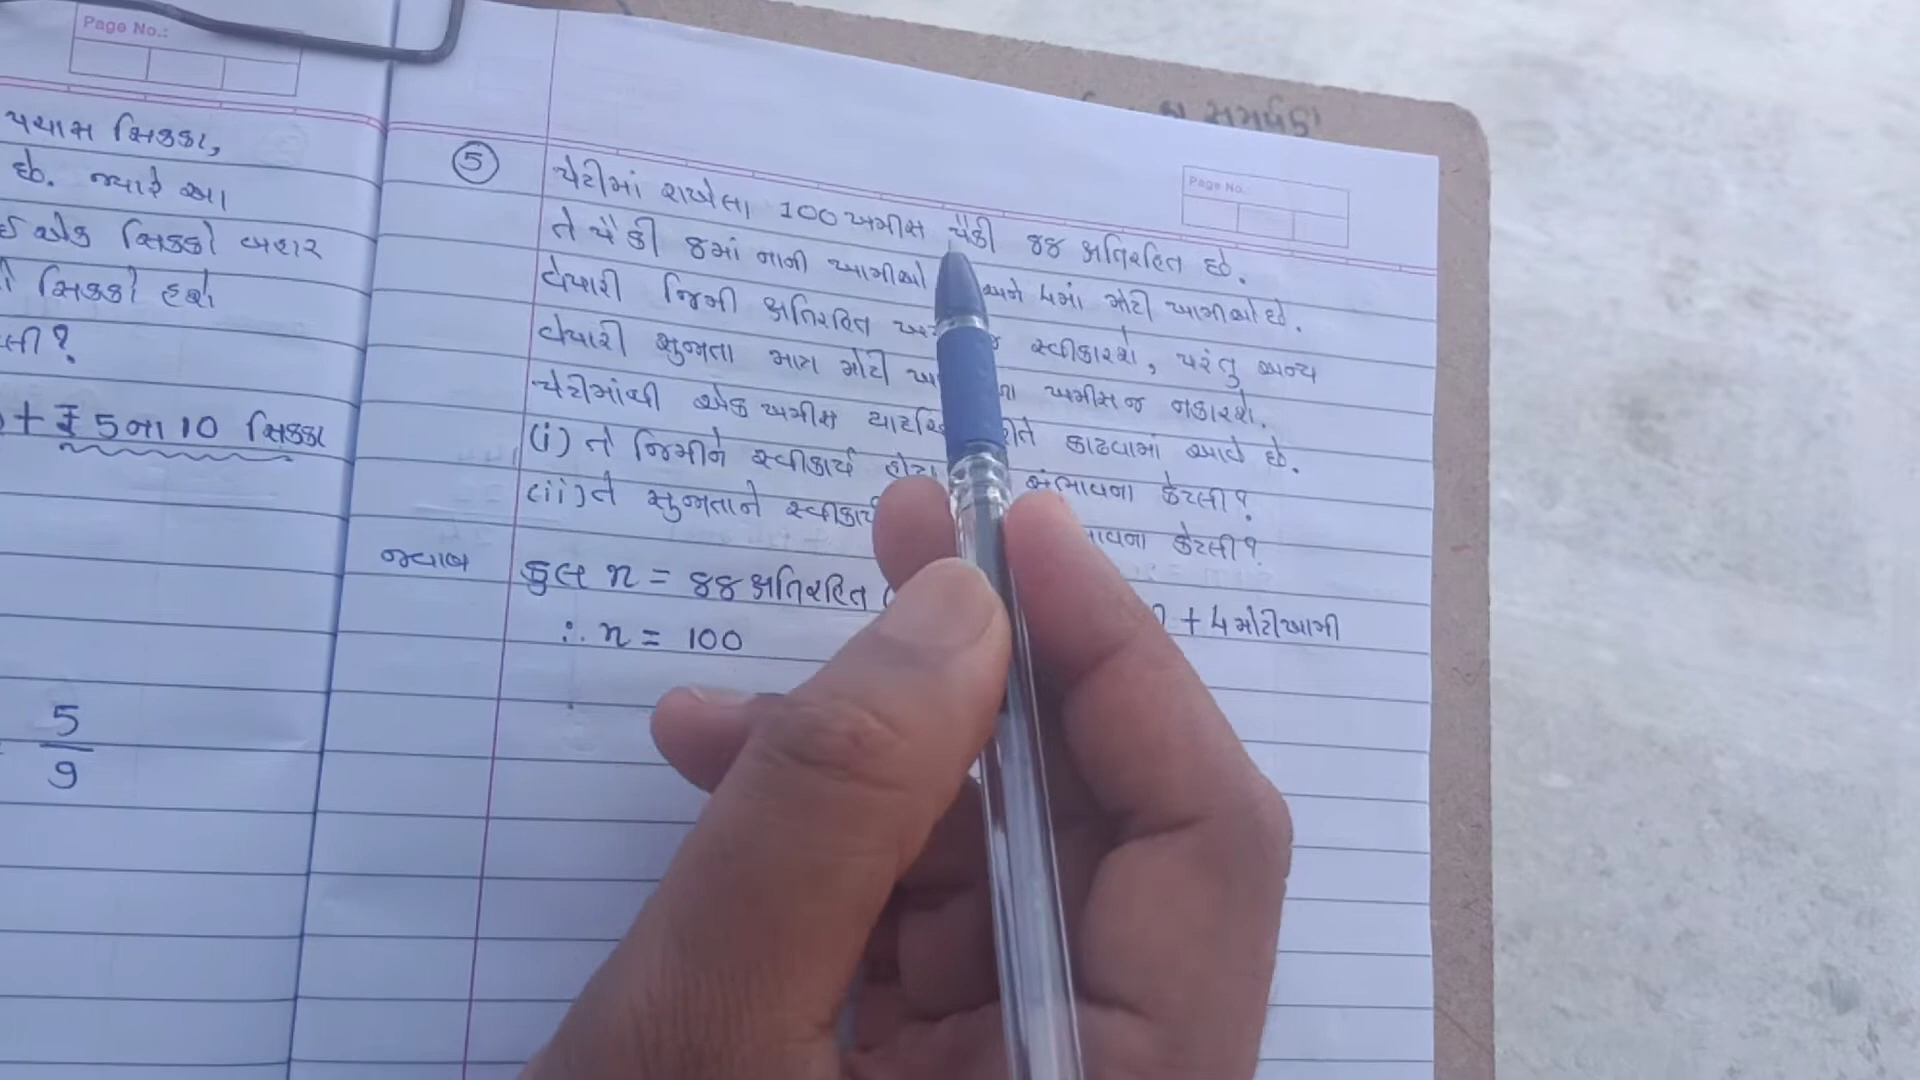 Page No.:
પચાસ સિક્કા,
છે. જ્યારે આ
એક સિક્કો બહાર
સિક્કો હશે
+ ₹5ના 10 સિક્કા
5
9
સમર્પણ
Page No.
5
પેટીમાં રાખેલા 100 ખમીસ પૈકી 88 ક્ષતિરહિત છે.
તે પૈકી 8માં નાની ખામીઓ અને 4માં મોટી ખામીઓ છે.
વેપારી જિમી ક્ષતિરહિત સ્વીકારશે, પરંતુ અન્ય
વેપારી સુજાતા માત્ર મોટી ખમીસ જ નકારશે.
પેટીમાંથી એક ખમીસ કાઢવામાં આવે છે.
(i) તે જિમીને સ્વીકાર્ય હોય સંભાવના કેટલી?
(ii) તે સુજાતાને સ્વીકાર્ય કેટલી?
જવાબ કુલ n = 88 ક્ષતિરહિત + 4 મોટીખામી
∴ n = 100